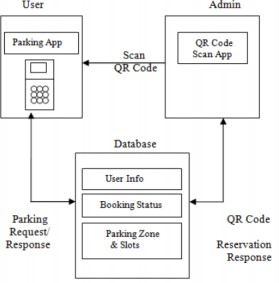 User
Admin
Parking App
QR Code
Scan App
Scan
QR Code
Database
User Info
Booking Status
Parking Zone
& Slots
Parking
Request/
Response
QR Code
Reservation
Response